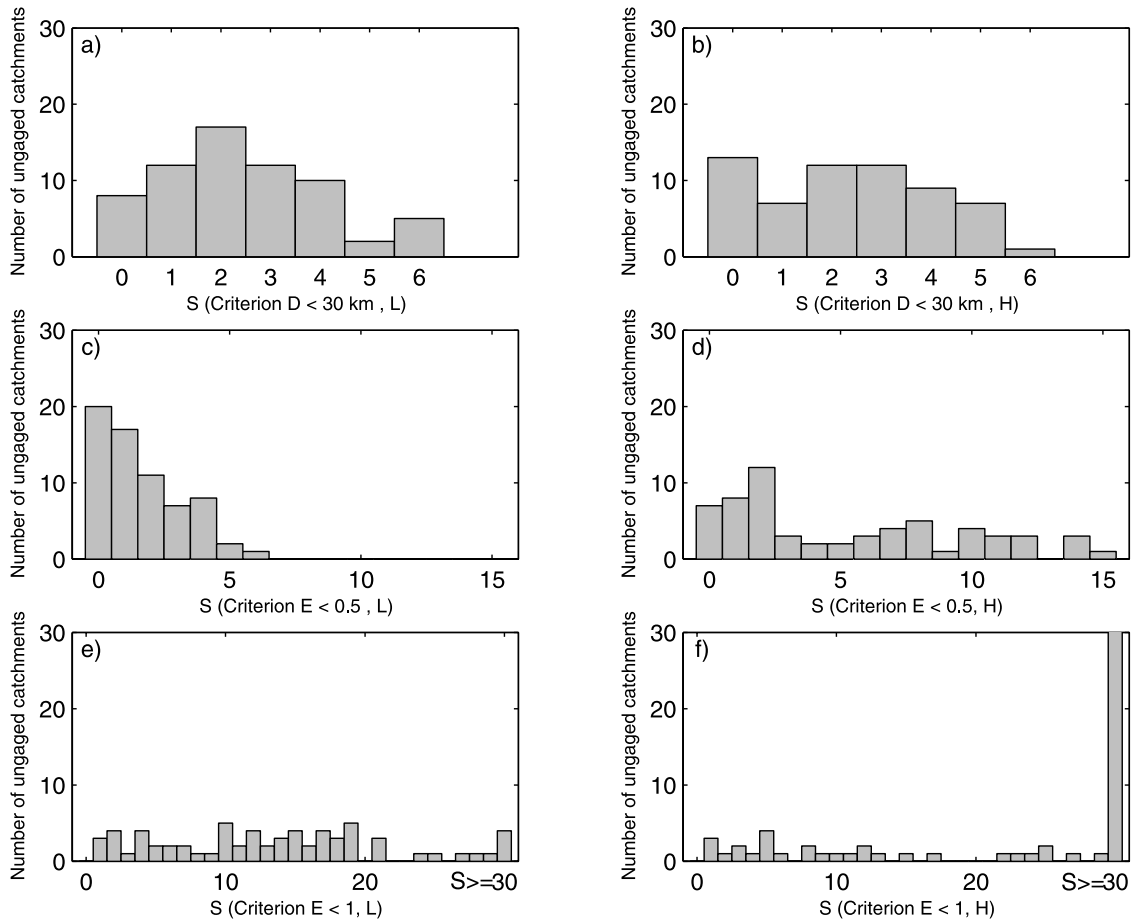 Number of ungaged catchments
30
20
10
0
a)
0 1 2 3 4 5 6
S (Criterion D < 30 km , L)
Number of ungaged catchments
30
20
10
0
b)
0 1 2 3 4 5 6
S (Criterion D < 30 km , H)
Number of ungaged catchments
30
20
10
0
c)
0 5 10 15
S (Criterion E < 0.5 , L)
Number of ungaged catchments
30
20
10
0
d)
0 5 10 15
S (Criterion E < 0.5, H)
Number of ungaged catchments
30
20
10
0
e)
0 10 20 S>=30
S (Criterion E < 1, L)
Number of ungaged catchments
30
20
10
0
f)
0 10 20 S>=30
S (Criterion E < 1, H)